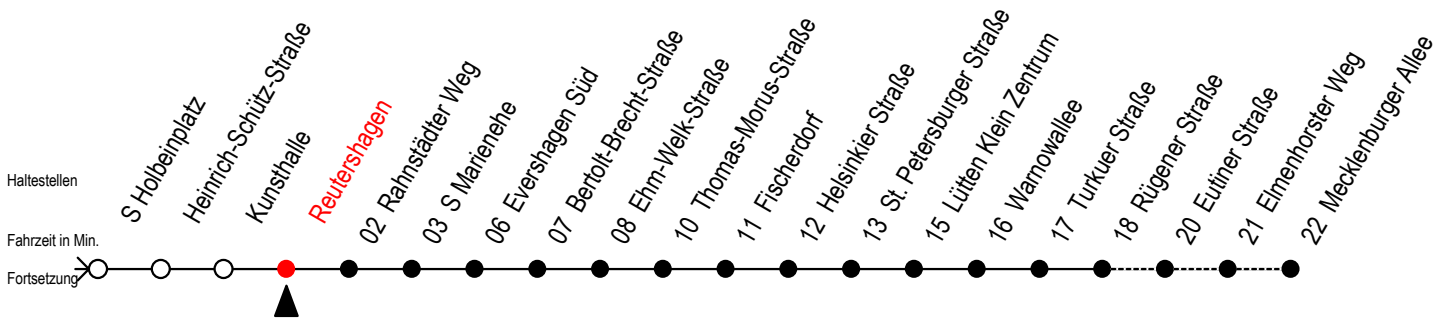 S Holbeinplatz
Heinrich-Schütz-Straße
Kunsthalle
Reutershagen
02 Rahnstädter Weg
03 S Marienehe
06 Evershagen Süd
07 Bertolt-Brecht-Straße
08 Ehm-Welk-Straße
10 Thomas-Morus-Straße
11 Fischerdorf
12 Helsinkier Straße
13 St. Petersburger Straße
15 Lütten Klein Zentrum
16 Warnowallee
17 Turkuer Straße
18 Rügener Straße
20 Eutiner Straße
21 Elmenhorster Weg
22 Mecklenburger Allee
Haltestellen
Fahrzeit in Min.
Fortsetzung